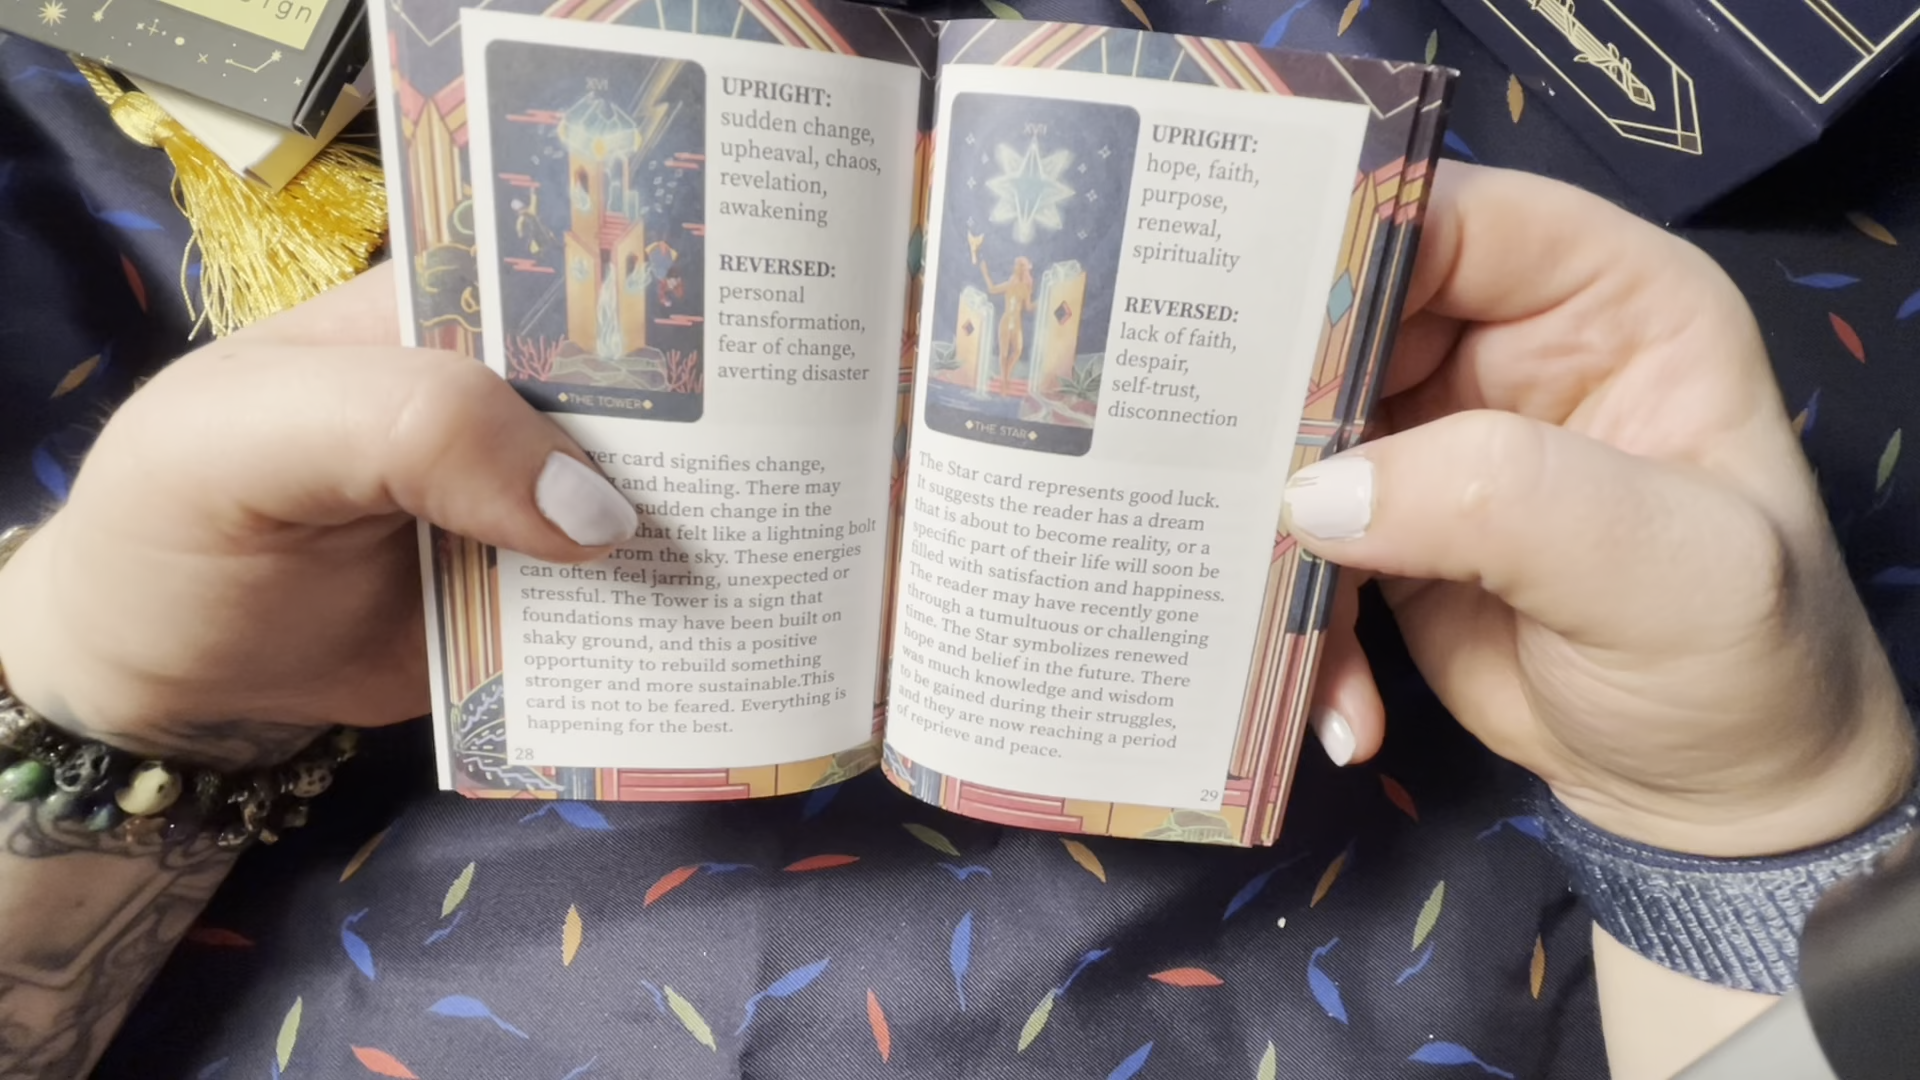 sign
XVI
THE TOWER
UPRIGHT:
sudden change,
upheaval, chaos,
revelation,
awakening
REVERSED:
personal
transformation,
fear of change,
averting disaster
card signifies change,
and healing. There may
sudden change in the
that felt like a lightning bolt
from the sky. These energies
can often feel jarring, unexpected or
stressful. The Tower is a sign that
foundations may have been built on
shaky ground, and this a positive
opportunity to rebuild something
stronger and more sustainable.This
card is not to be feared. Everything is
happening for the best.
28
XVII
THE STAR
UPRIGHT:
hope, faith,
purpose,
renewal,
spirituality
REVERSED:
lack of faith,
despair,
self-trust,
disconnection
The Star card represents good luck.
It suggests the reader has a dream
that is about to become reality, or a
specific part of their life will soon be
filled with satisfaction and happiness.
The reader may have recently gone
through a tumultuous or challenging
time. The Star symbolizes renewed
hope and belief in the future. There
was much knowledge and wisdom
to be gained during their struggles,
and they are now reaching a period
of reprieve and peace.
29